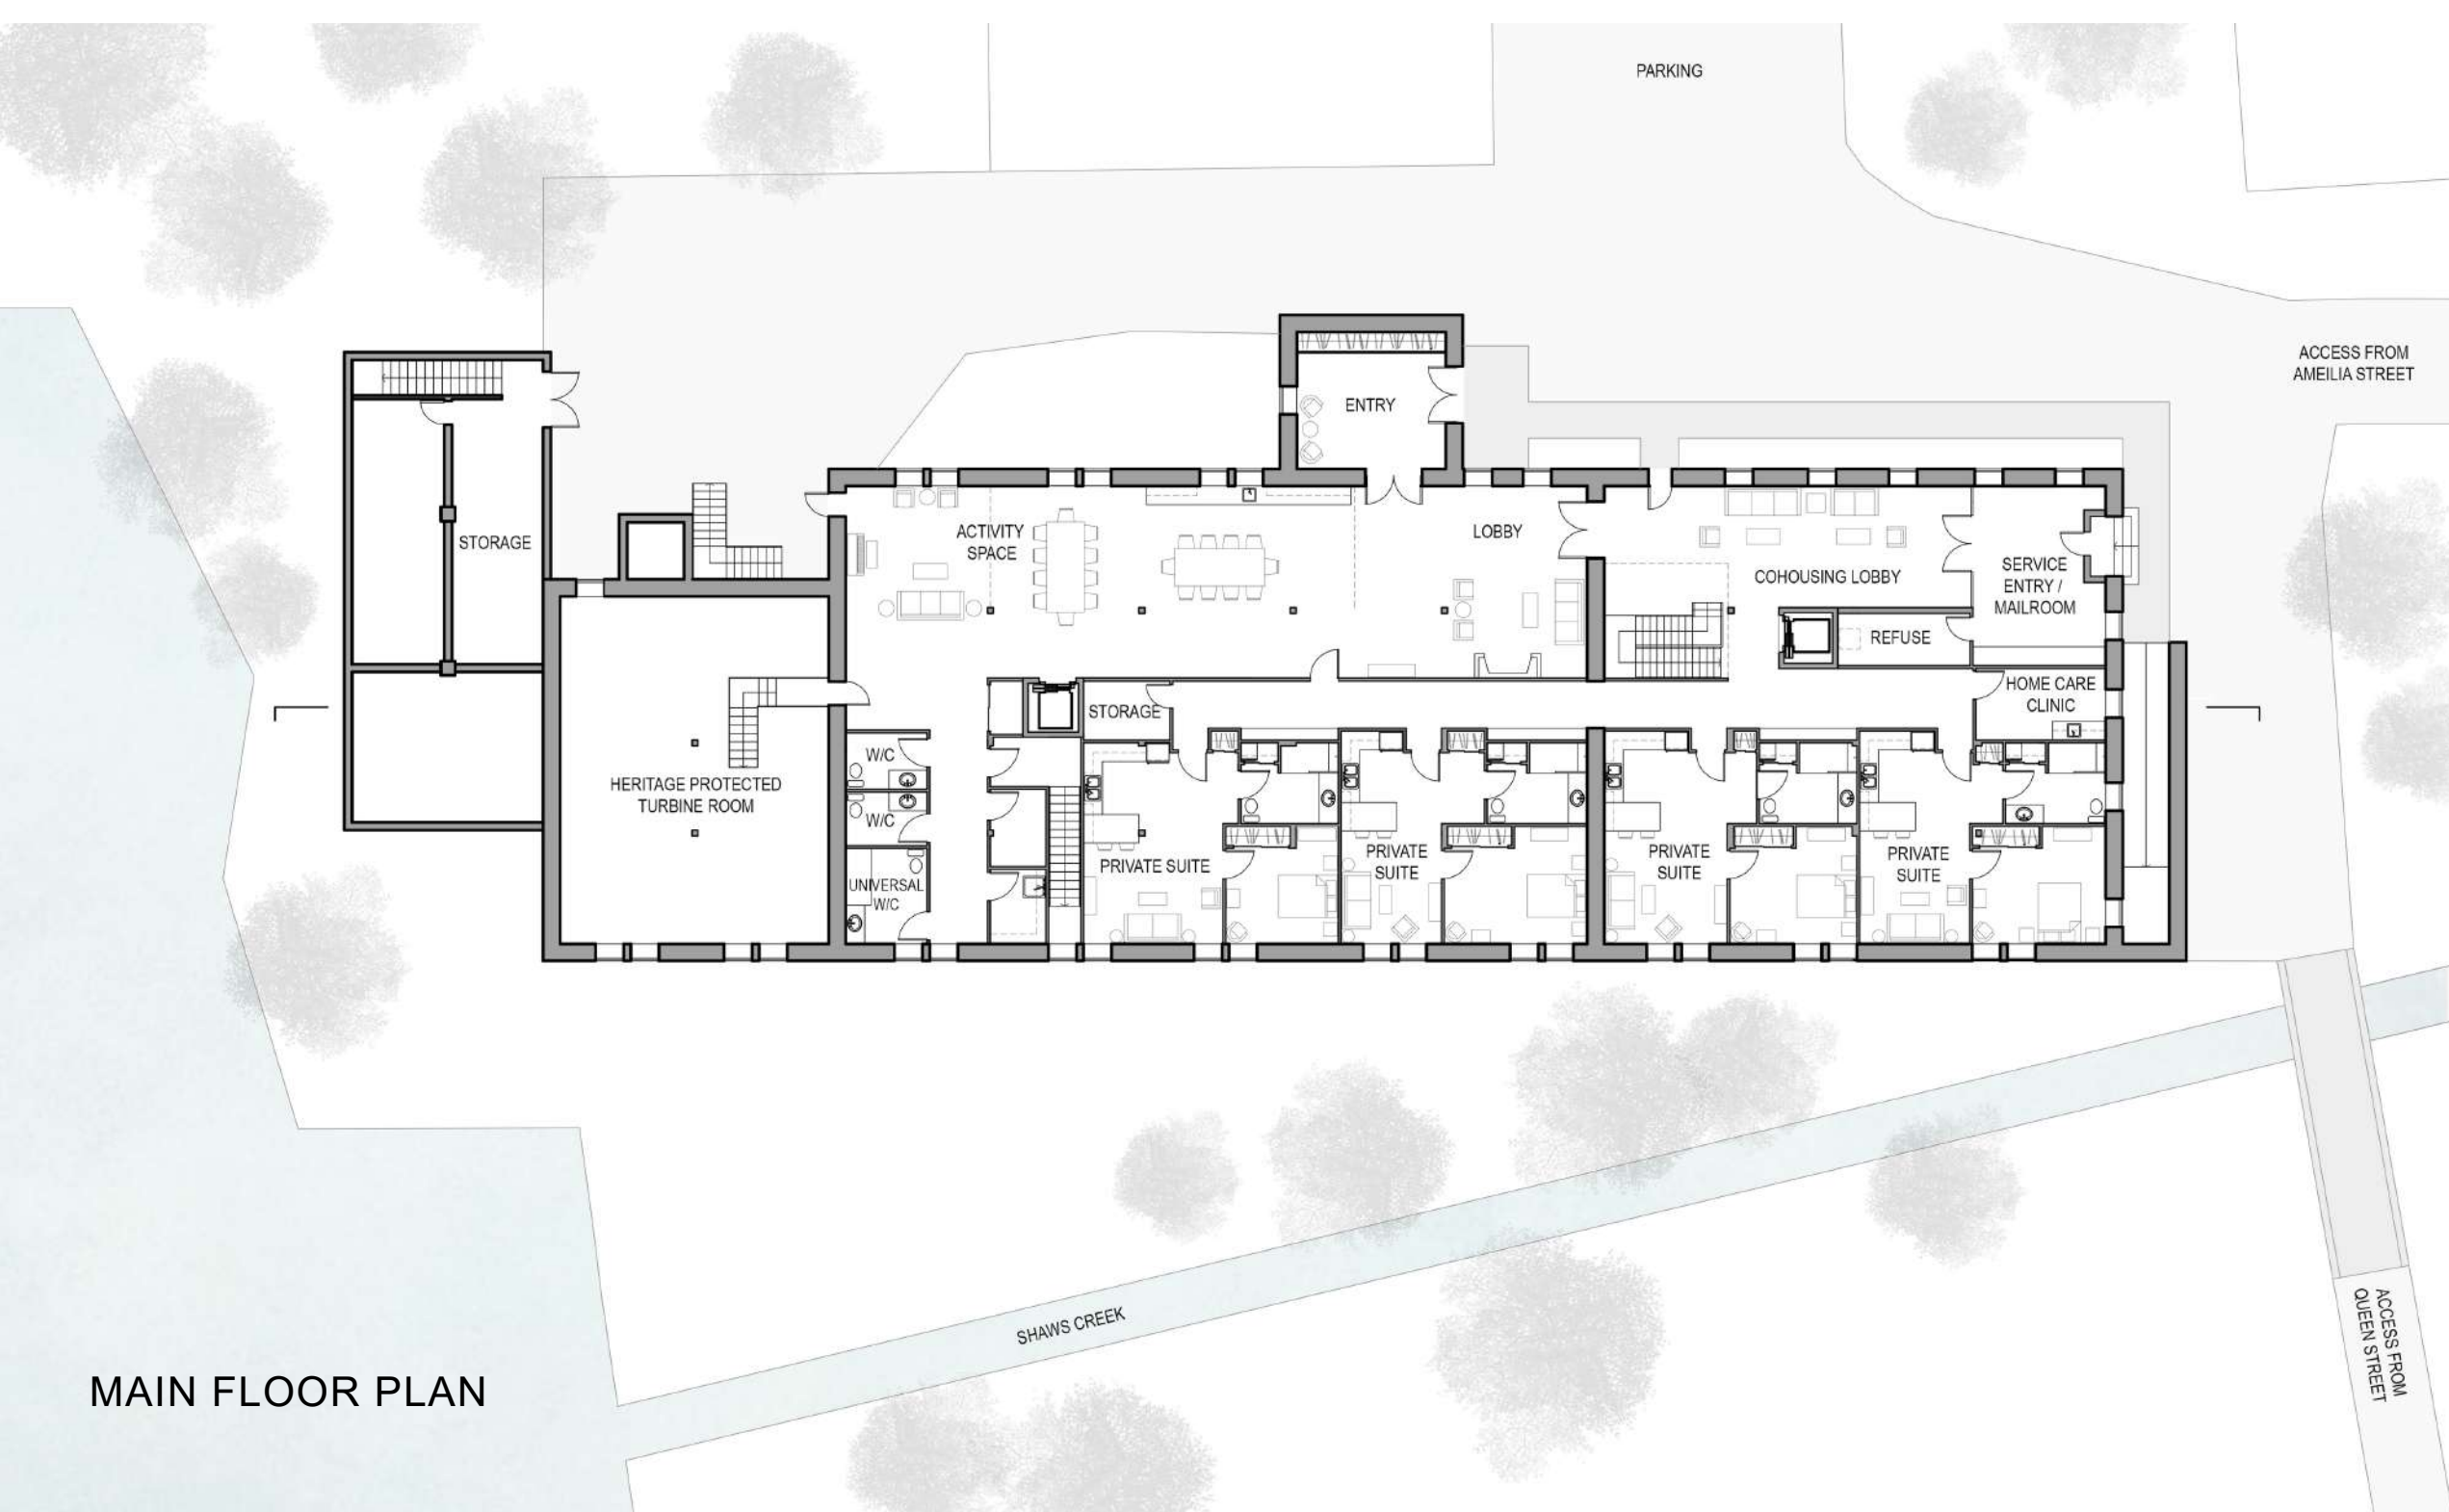 PARKING
ACCESS FROM
AMEILIA STREET
ENTRY
ACTIVITY
SPACE
LOBBY
STORAGE
COHOUSING LOBBY
SERVICE
ENTRY /
MAILROOM
REFUSE
HOME CARE
CLINIC
STORAGE
W/C
HERITAGE PROTECTED
TURBINE ROOM
W/C
UNIVERSAL
W/C
PRIVATE SUITE
PRIVATE
SUITE
PRIVATE
SUITE
PRIVATE
SUITE
SHAWS CREEK
ACCESS FROM
QUEEN STREET
MAIN FLOOR PLAN